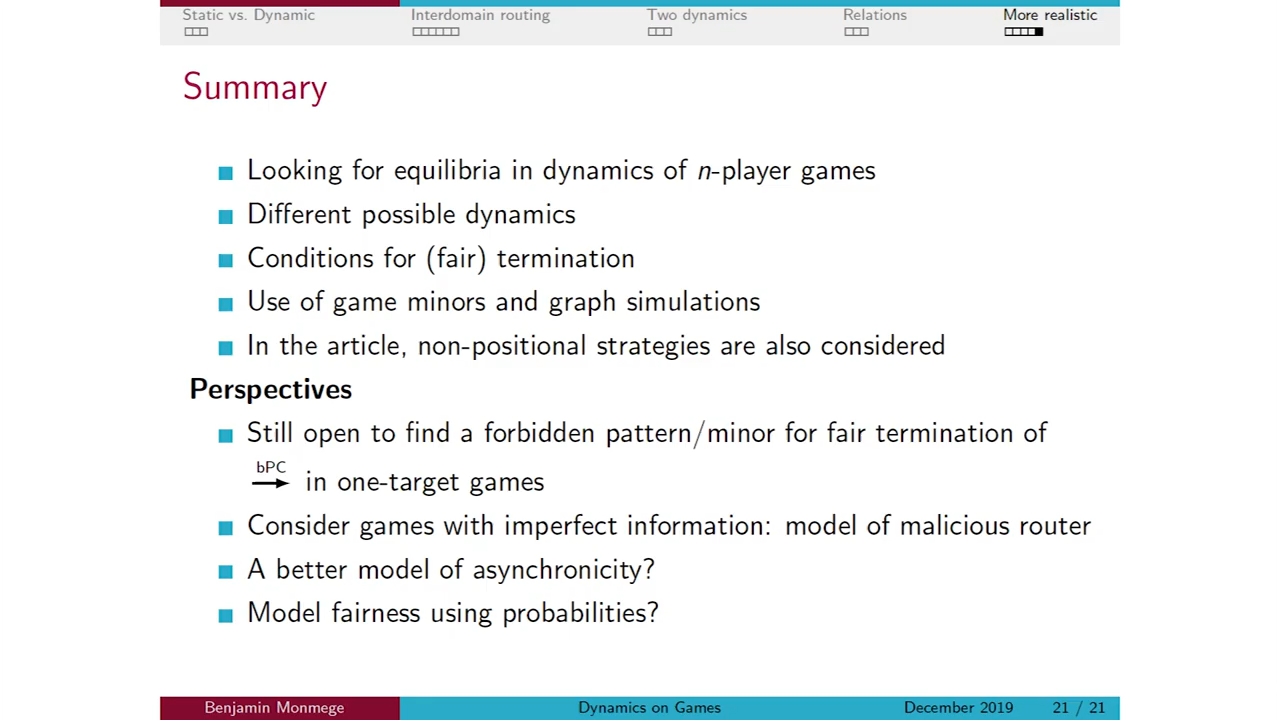 Static vs. Dynamic Interdomain routing Two dynamics Relations More realistic
Summary
Looking for equilibria in dynamics of n-player games
Different possible dynamics
Conditions for (fair) termination
Use of game minors and graph simulations
In the article, non-positional strategies are also considered
Perspectives
Still open to find a forbidden pattern/minor for fair termination of
bPC
→ in one-target games
Consider games with imperfect information: model of malicious router
A better model of asynchronicity?
Model fairness using probabilities?
Benjamin Monmege Dynamics on Games December 2019 21 / 21